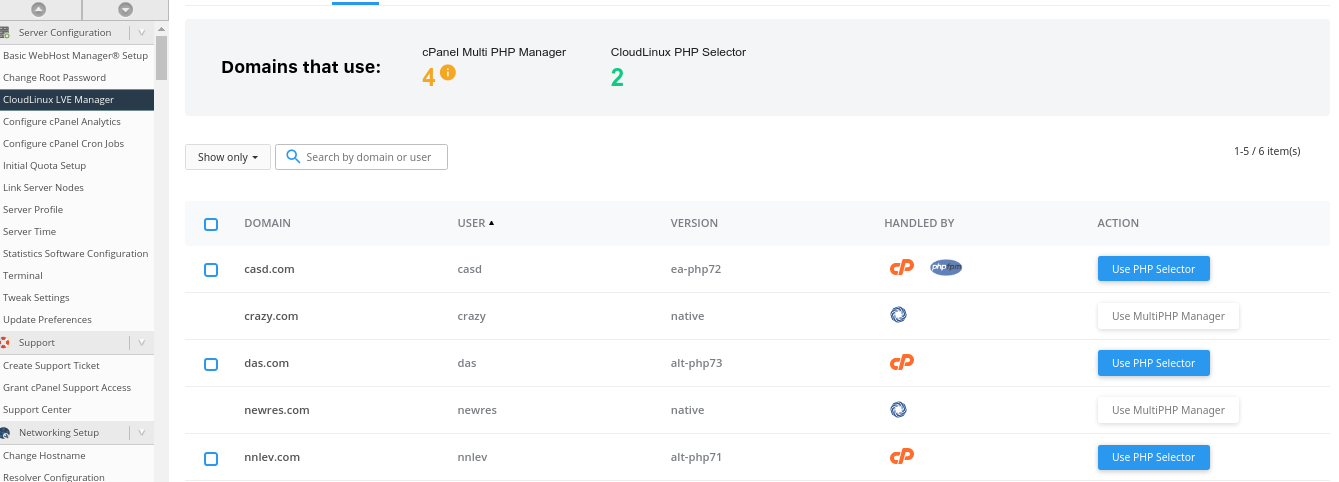 Server Configuration
Basic WebHost Manager® Setup
Change Root Password
CloudLinux LVE Manager
Configure cPanel Analytics
Configure cPanel Cron Jobs
Initial Quota Setup
Link Server Nodes
Server Profile
Server Time
Statistics Software Configuration
Terminal
Tweak Settings
Update Preferences
Support
Create Support Ticket
Grant cPanel Support Access
Support Center
Networking Setup
Change Hostname
Resolver Configuration
Domains that use:
cPanel Multi PHP Manager
4 i
CloudLinux PHP Selector
2
Show only
Search by domain or user
1-5 / 6 item(s)
DOMAIN USER VERSION HANDLED BY ACTION
casd.com casd ea-php72 cP php fpm Use PHP Selector
crazy.com crazy native Use MultiPHP Manager
das.com das alt-php73 cP Use PHP Selector
newres.com newres native Use MultiPHP Manager
nnlev.com nnlev alt-php71 cP Use PHP Selector